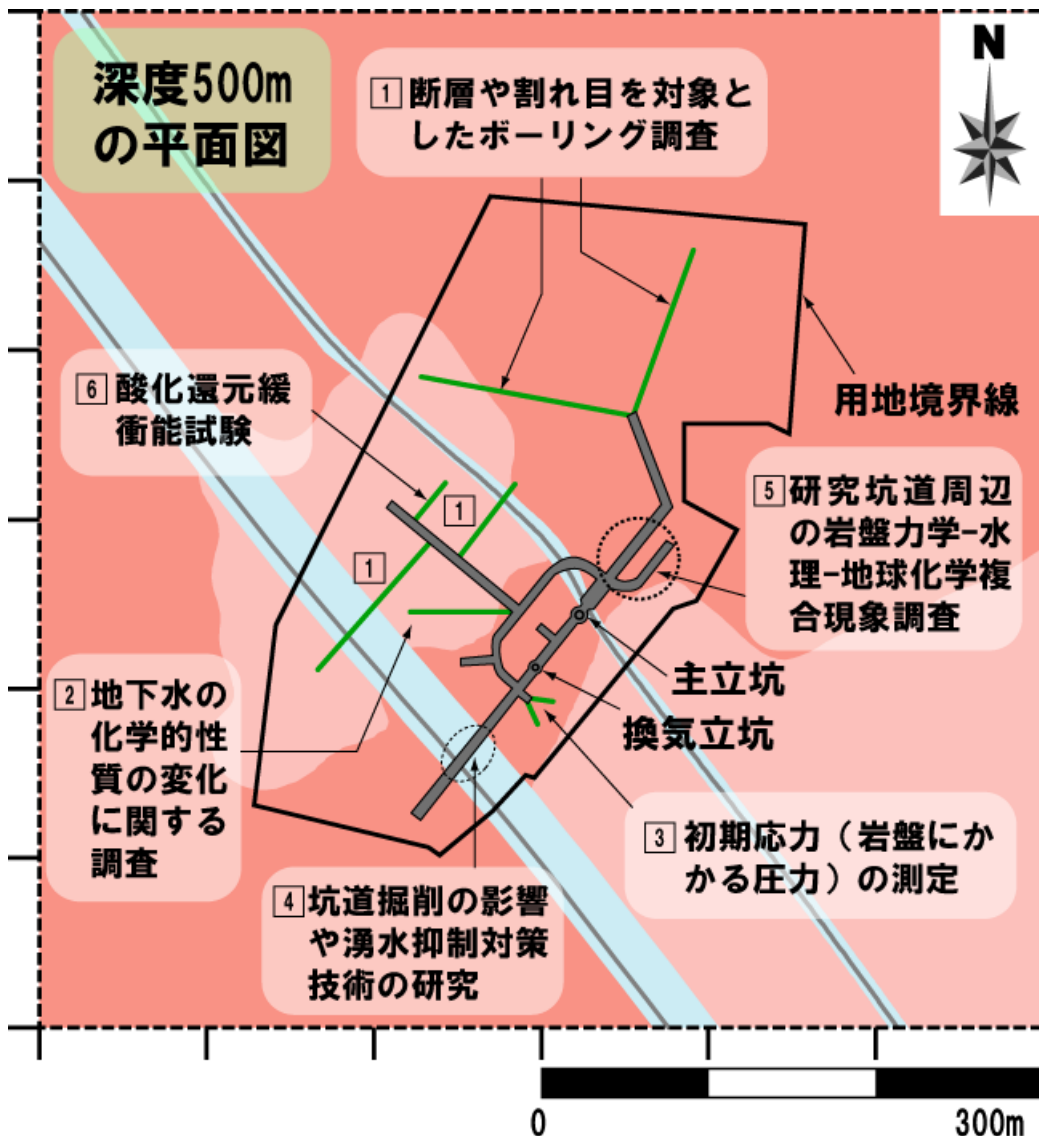 深度500m
の平面図
1 断層や割れ目を対象と
したボーリング調査
N
6 酸化還元緩
衝能試験
用地境界線
1
1
5 研究坑道周辺
の岩盤力学-水
理-地球化学複
合現象調査
2 地下水の
化学的性
質の変化
に関する
調査
主立坑
換気立坑
3 初期応力(岩盤にか
かる圧力)の測定
4 坑道掘削の影響
や湧水抑制対策
技術の研究
0
300m